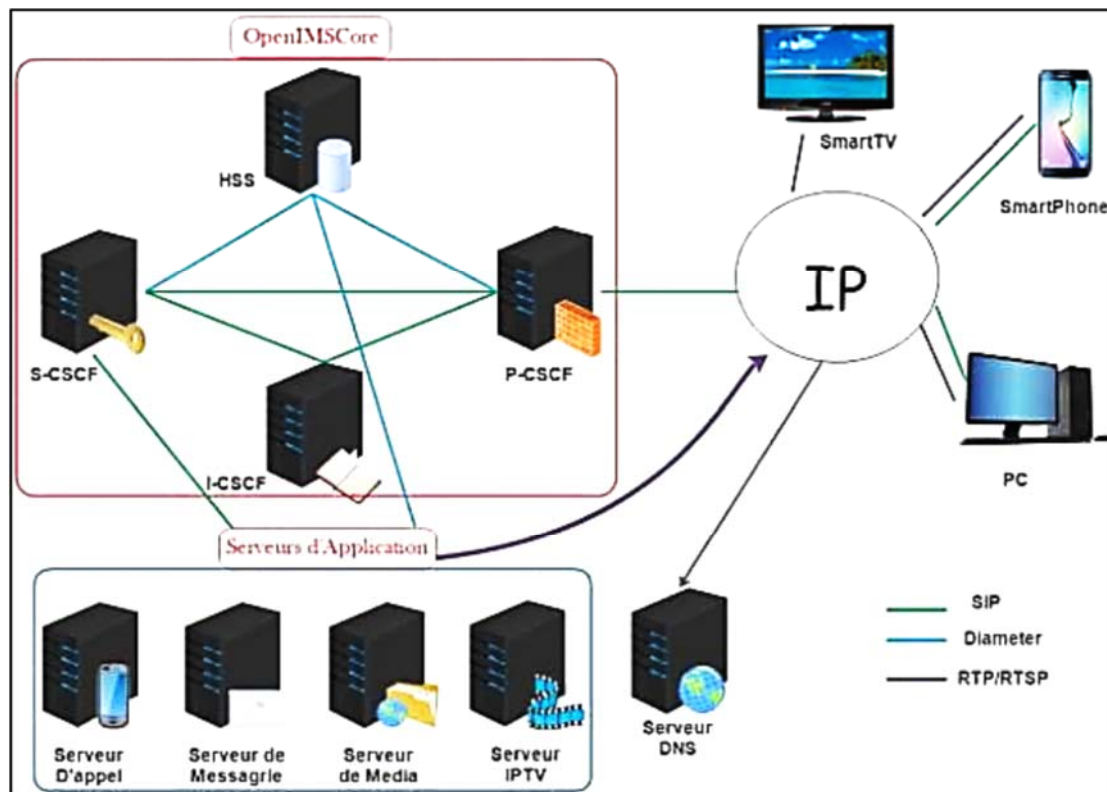 OpenIMSCore
HSS
S-CSCF
P-CSCF
I-CSCF
SmartTV
SmartPhone
IP
PC
Serveurs d'Application
Serveur
D'appel
Serveur de
Messagrie
Serveur
de Media
Serveur
IPTV
Serveur
DNS
SIP
Diameter
RTP/RTSP